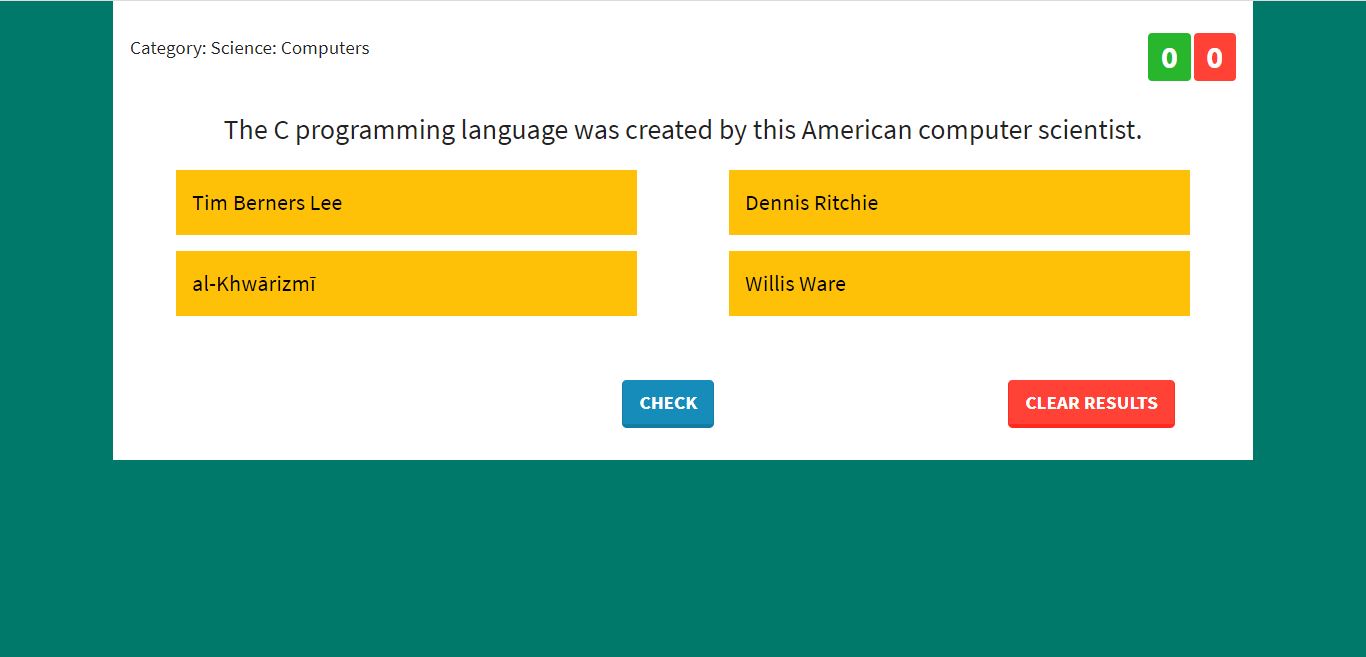 Category: Science: Computers
0 0
The C programming language was created by this American computer scientist.
Tim Berners Lee
Dennis Ritchie
al-Khwārizmī
Willis Ware
CHECK
CLEAR RESULTS